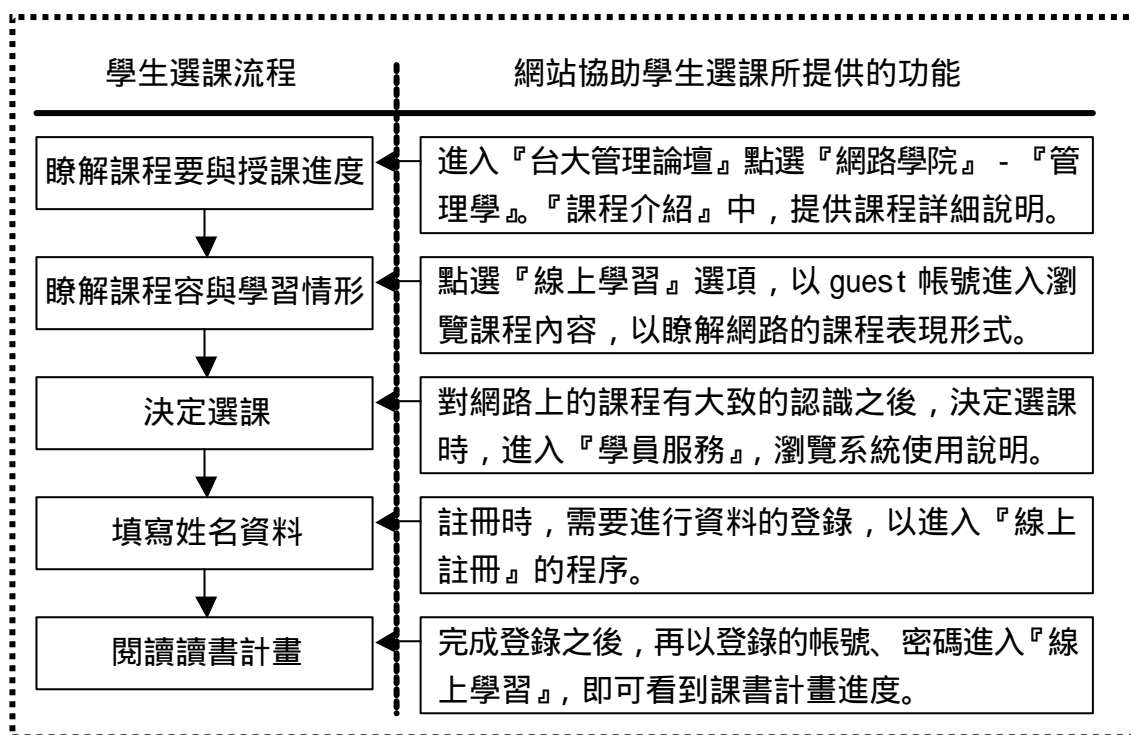 學生選課流程
網站協助學生選課所提供的功能
瞭解課程要與授課進度
進入『台大管理論壇』點選『網路學院』-『管
理學』。『課程介紹』中，提供課程詳細說明。
瞭解課程容與學習情形
點選『線上學習』選項，以 guest 帳號進入瀏
覽課程內容，以瞭解網路的課程表現形式。
決定選課
對網路上的課程有大致的認識之後，決定選課
時，進入『學員服務』，瀏覽系統使用說明。
填寫姓名資料
註冊時，需要進行資料的登錄，以進入『線上
註冊』的程序。
閱讀讀書計畫
完成登錄之後，再以登錄的帳號、密碼進入『線
上學習』，即可看到課書計畫進度。